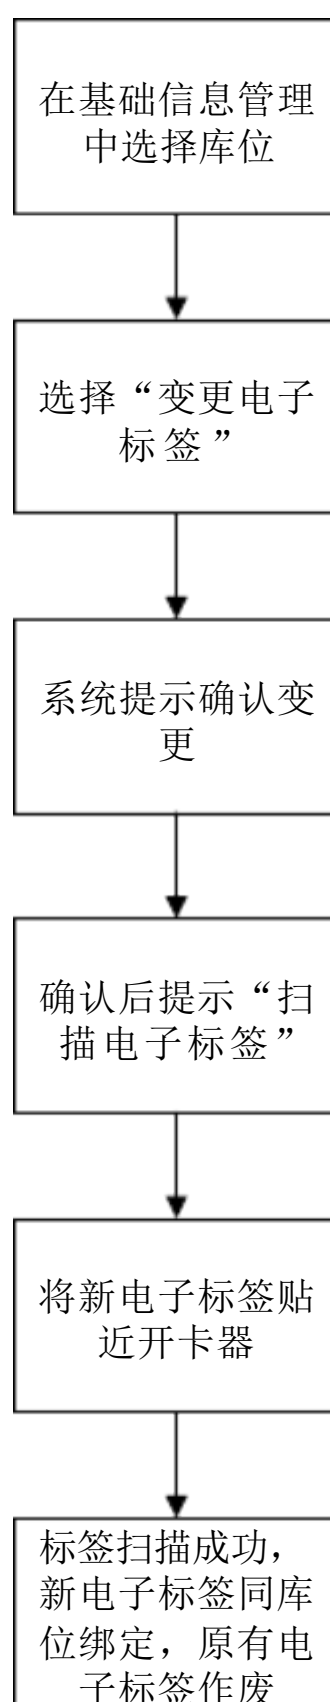 在基础信息管理
中选择库位
选择“变更电子
标签”
系统提示确认变
更
确认后提示“扫
描电子标签”
将新电子标签贴
近开卡器
标签扫描成功，
新电子标签同库
位绑定，原有电
子标签作废